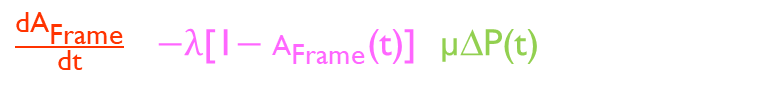 dA_Frame/dt −λ[1− A_Frame(t)] μΔP(t)